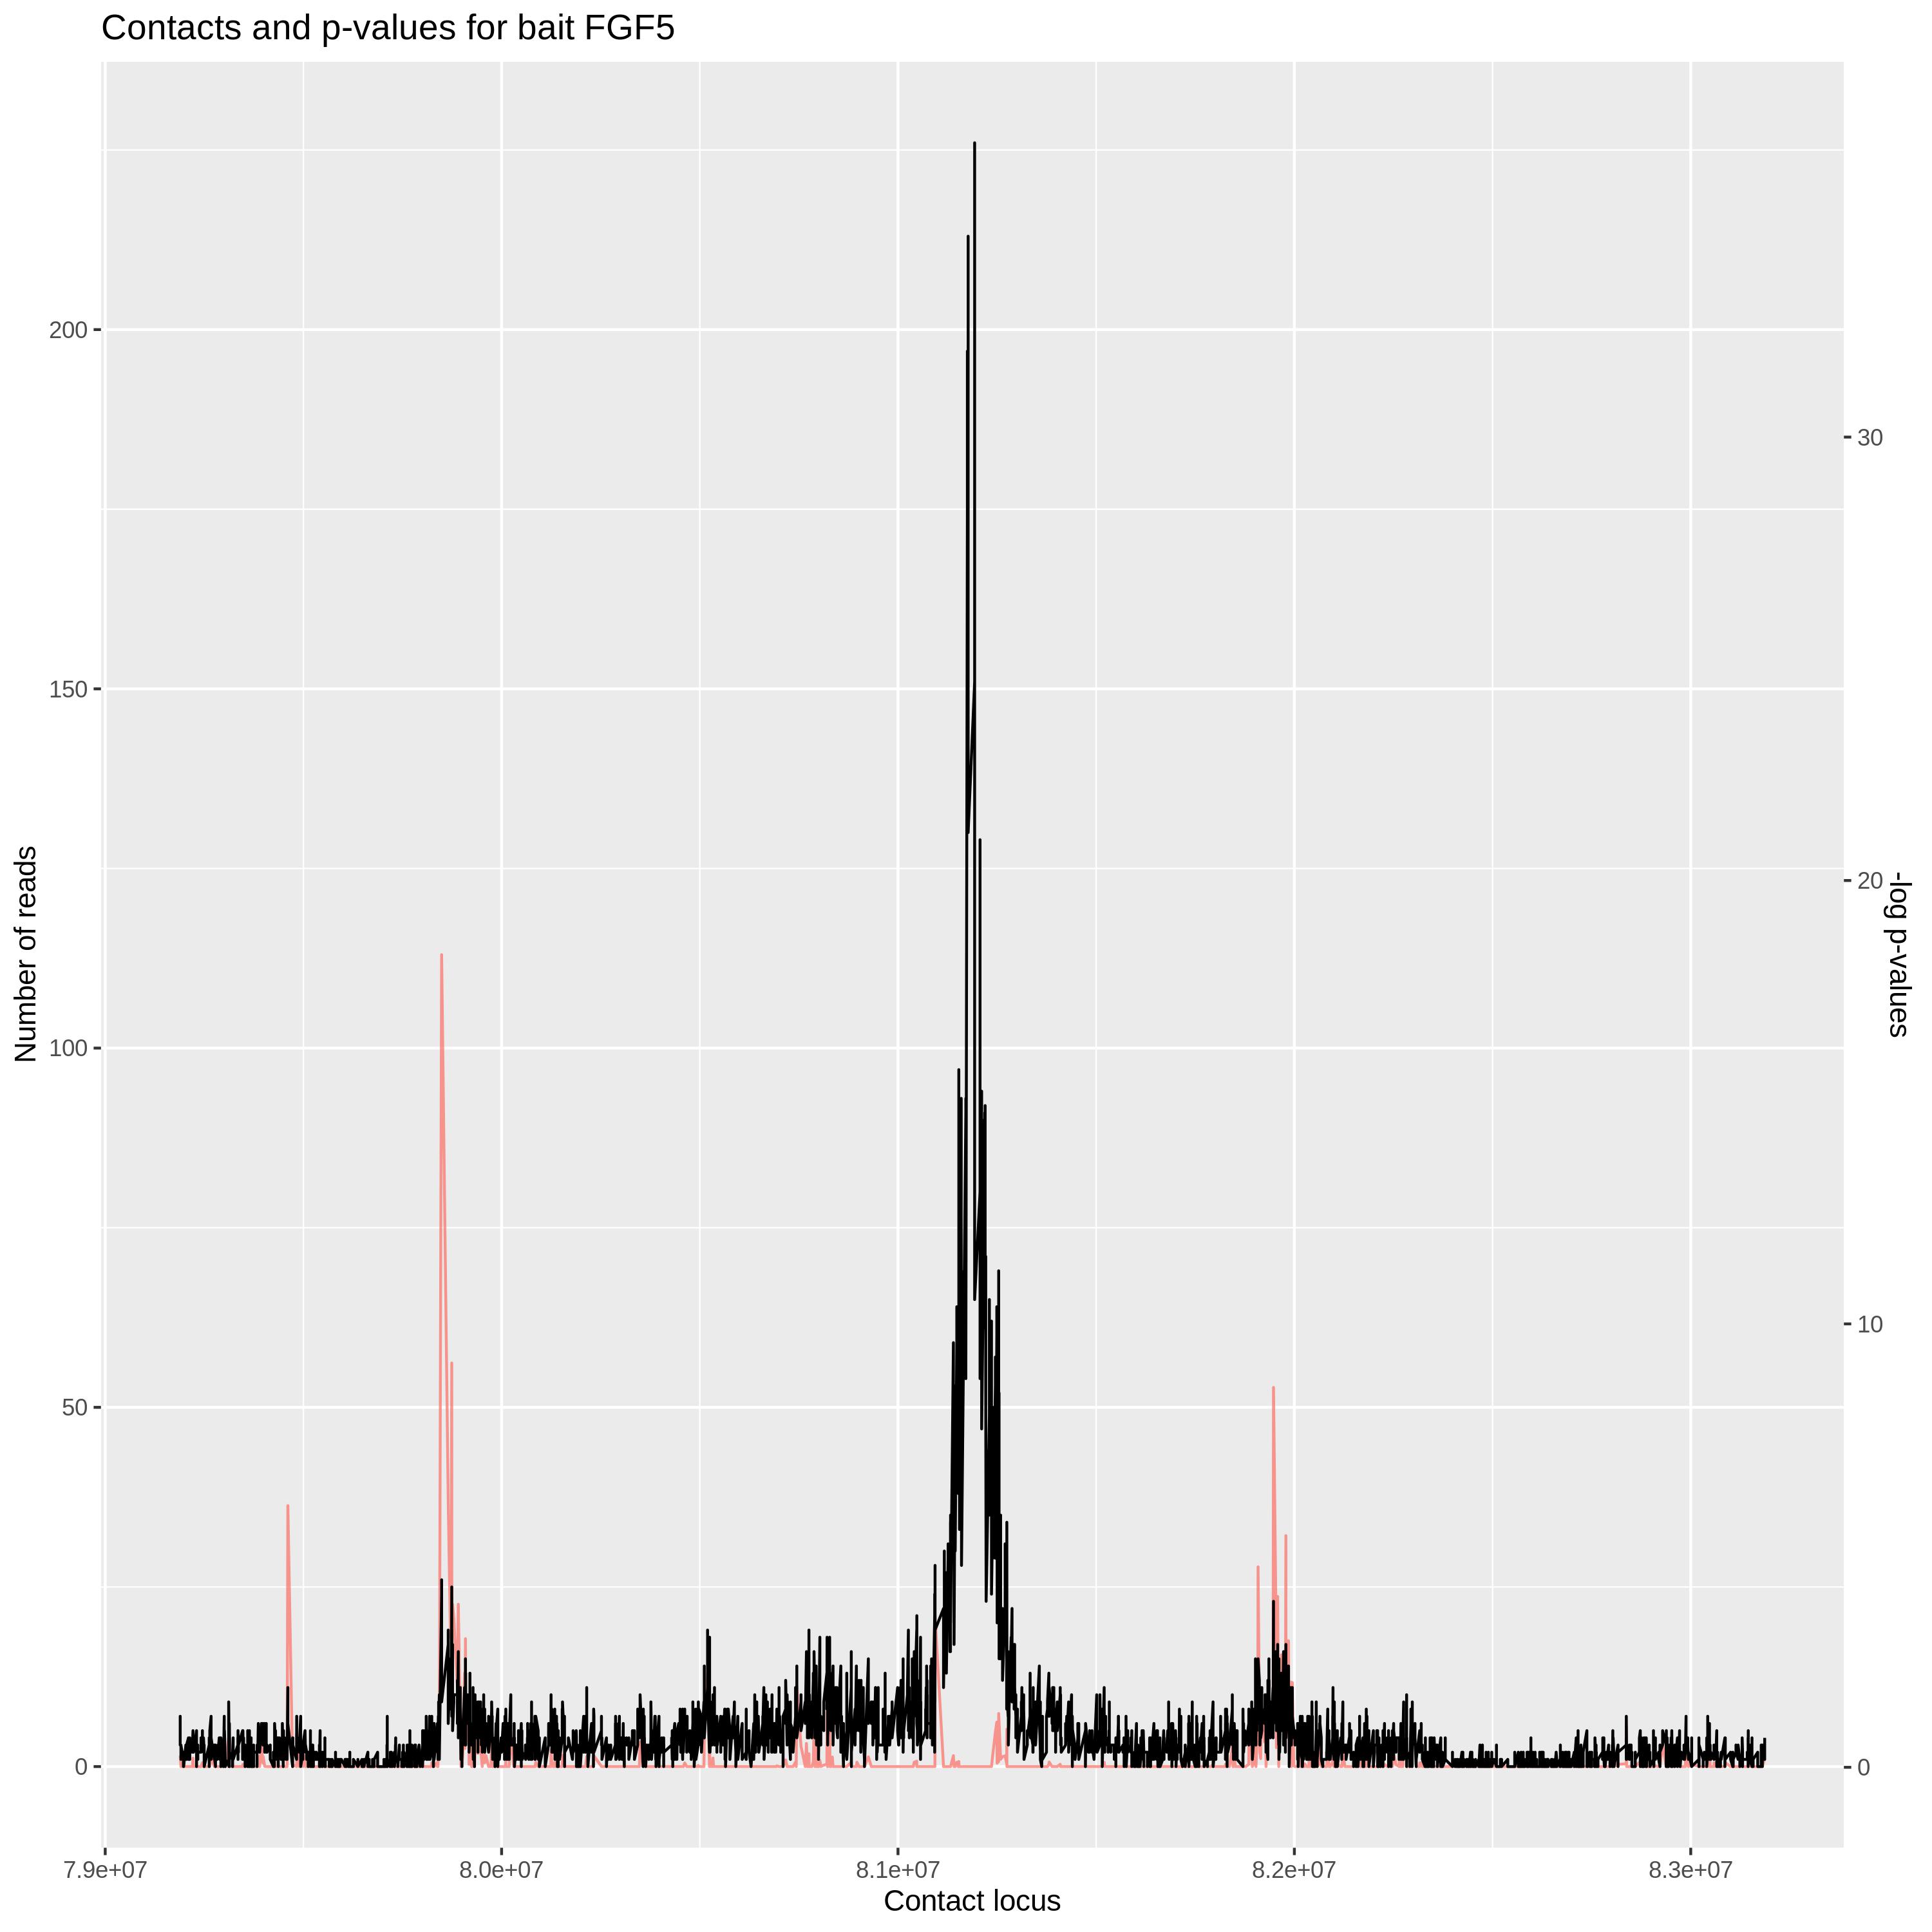 Contacts and p-values for bait FGF5
Number of reads
200
150
100
50
0
30
20
10
0
-log p-values
7.9e+07
8.0e+07
8.1e+07
8.2e+07
8.3e+07
Contact locus